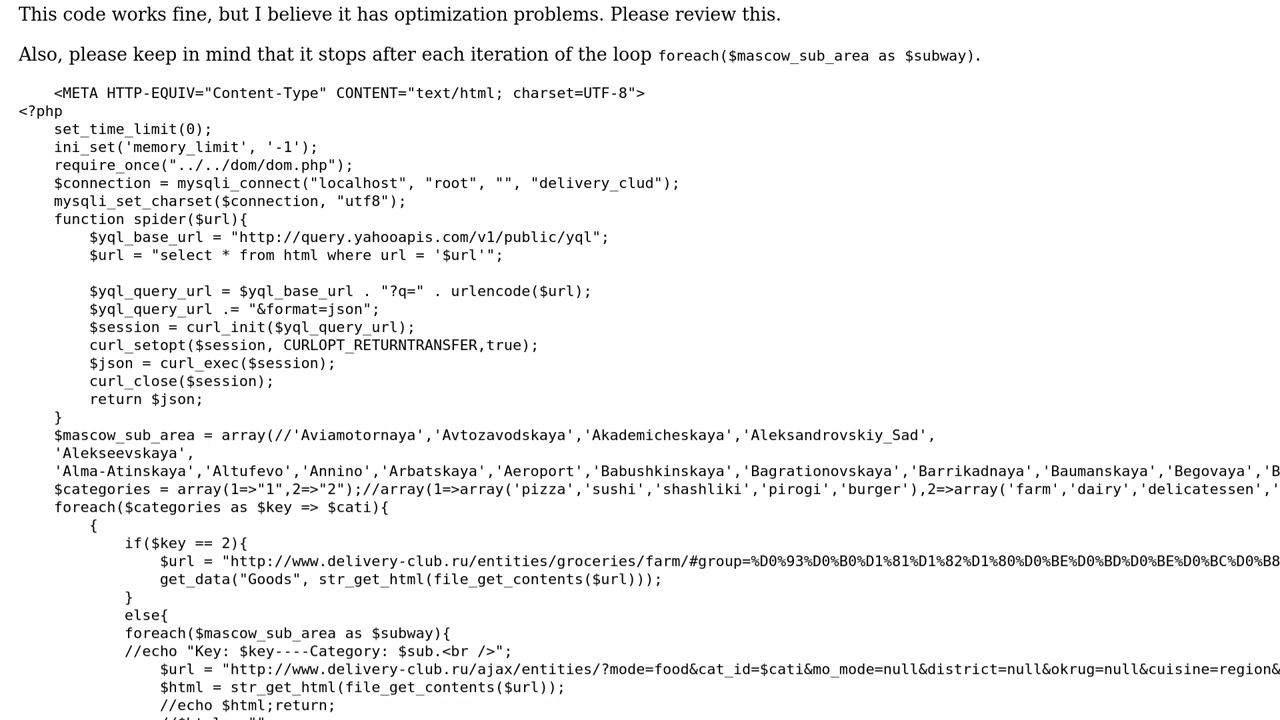 This code works fine, but I believe it has optimization problems. Please review this.
Also, please keep in mind that it stops after each iteration of the loop foreach($mascow_sub_area as $subway).
<META HTTP-EQUIV="Content-Type" CONTENT="text/html; charset=UTF-8">
<?php
set_time_limit(0);
ini_set('memory_limit', '-1');
require_once("../../dom/dom.php");
$connection = mysqli_connect("localhost", "root", "", "delivery_clud");
mysqli_set_charset($connection, "utf8");
function spider($url){
$yql_base_url = "http://query.yahooapis.com/v1/public/yql";
$url = "select * from html where url = '$url'";
$yql_query_url = $yql_base_url . "?q=" . urlencode($url);
$yql_query_url .= "&format=json";
$session = curl_init($yql_query_url);
curl_setopt($session, CURLOPT_RETURNTRANSFER,true);
$json = curl_exec($session);
curl_close($session);
return $json;
}
$mascow_sub_area = array(//'Aviamotornaya','Avtozavodskaya','Akademicheskaya','Aleksandrovskiy_Sad',
'Alekseevskaya',
'Alma-Atinskaya','Altufevo','Annino','Arbatskaya','Aeroport','Babushkinskaya','Bagrationovskaya','Barrikadnaya','Baumanskaya','Begovaya','B
$categories = array(1=>"1",2=>"2");//array(1=>array('pizza','sushi','shashliki','pirogi','burger'),2=>array('farm','dairy','delicatessen','
foreach($categories as $key => $cati){
{
if($key == 2){
$url = "http://www.delivery-club.ru/entities/groceries/farm/#group=%D0%93%D0%B0%D1%81%D1%82%D1%80%D0%BE%D0%BD%D0%BE%D0%BC%D0%B8
get_data("Goods", str_get_html(file_get_contents($url)));
}
else{
foreach($mascow_sub_area as $subway){
//echo "Key: $key----Category: $sub.<br />";
$url = "http://www.delivery-club.ru/ajax/entities/?mode=food&cat_id=$cati&mo_mode=null&district=null&okrug=null&cuisine=region&
$html = str_get_html(file_get_contents($url));
//echo $html;return;